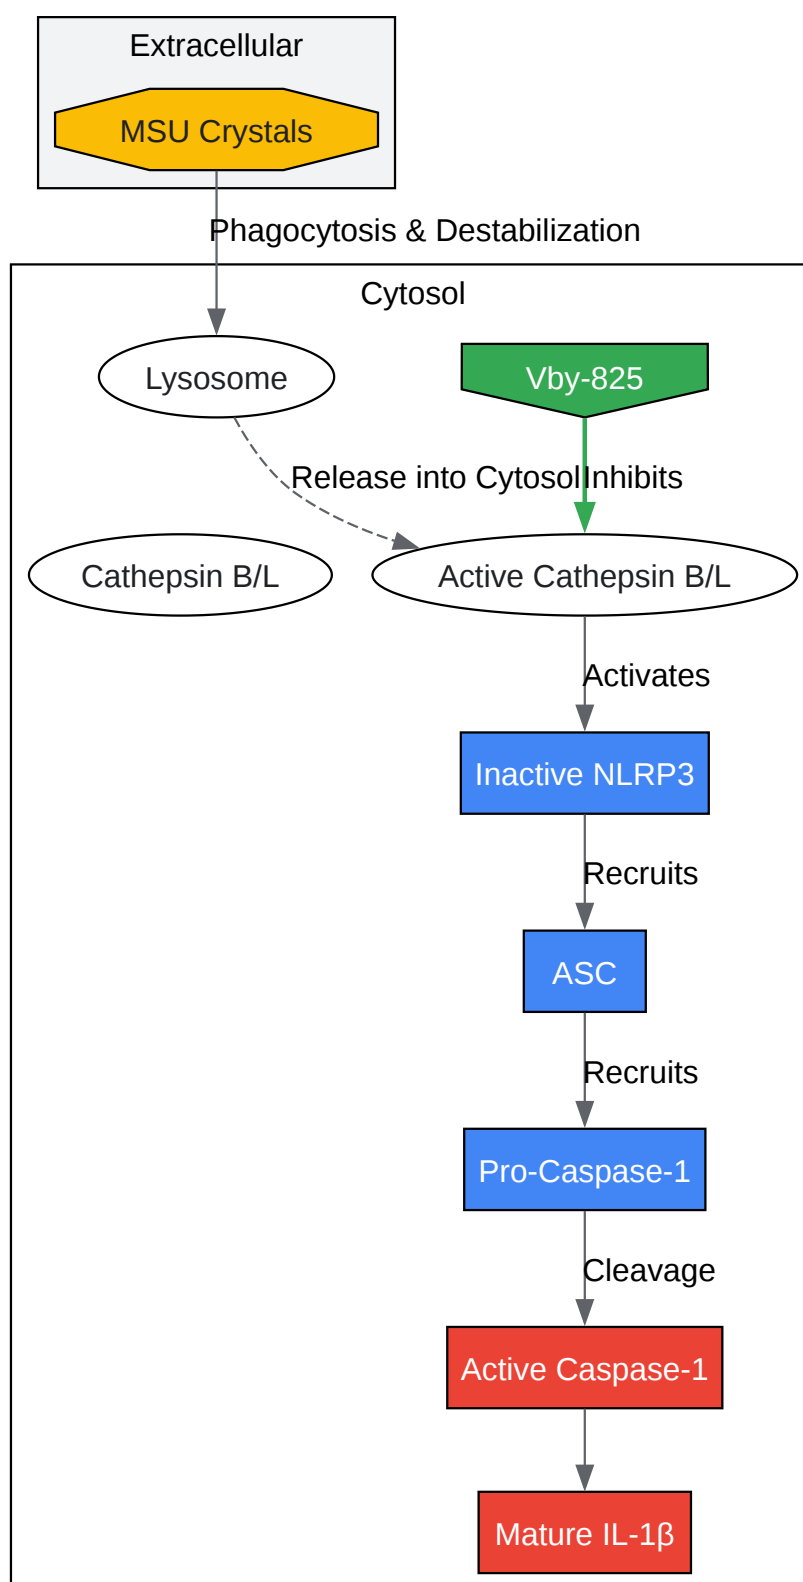 Extracellular
MSU Crystals
Phagocytosis & Destabilization
Cytosol
Lysosome
Vby-825
Release into Cytosol
Inhibits
Cathepsin B/L
Active Cathepsin B/L
Activates
Inactive NLRP3
Recruits
ASC
Recruits
Pro-Caspase-1
Cleavage
Active Caspase-1
Mature IL-1β